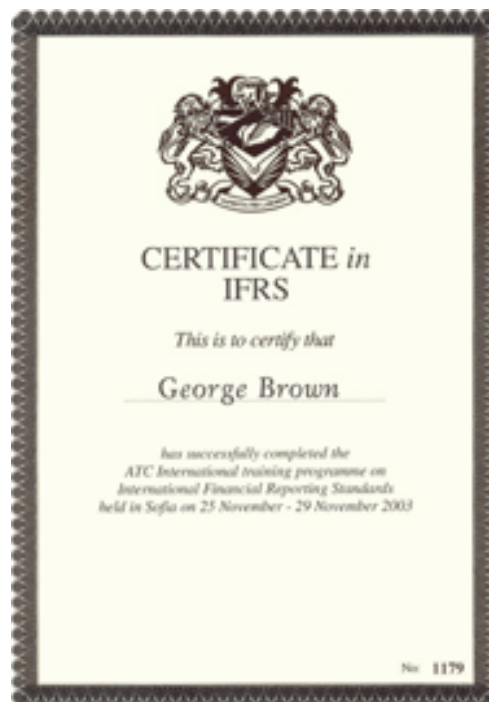 CERTIFICATE in
IFRS
This is to certify that
George Brown
has successfully completed the
ATC International training programme on
International Financial Reporting Standards
held in Sofia on 25 November - 29 November 2003
No: 1179